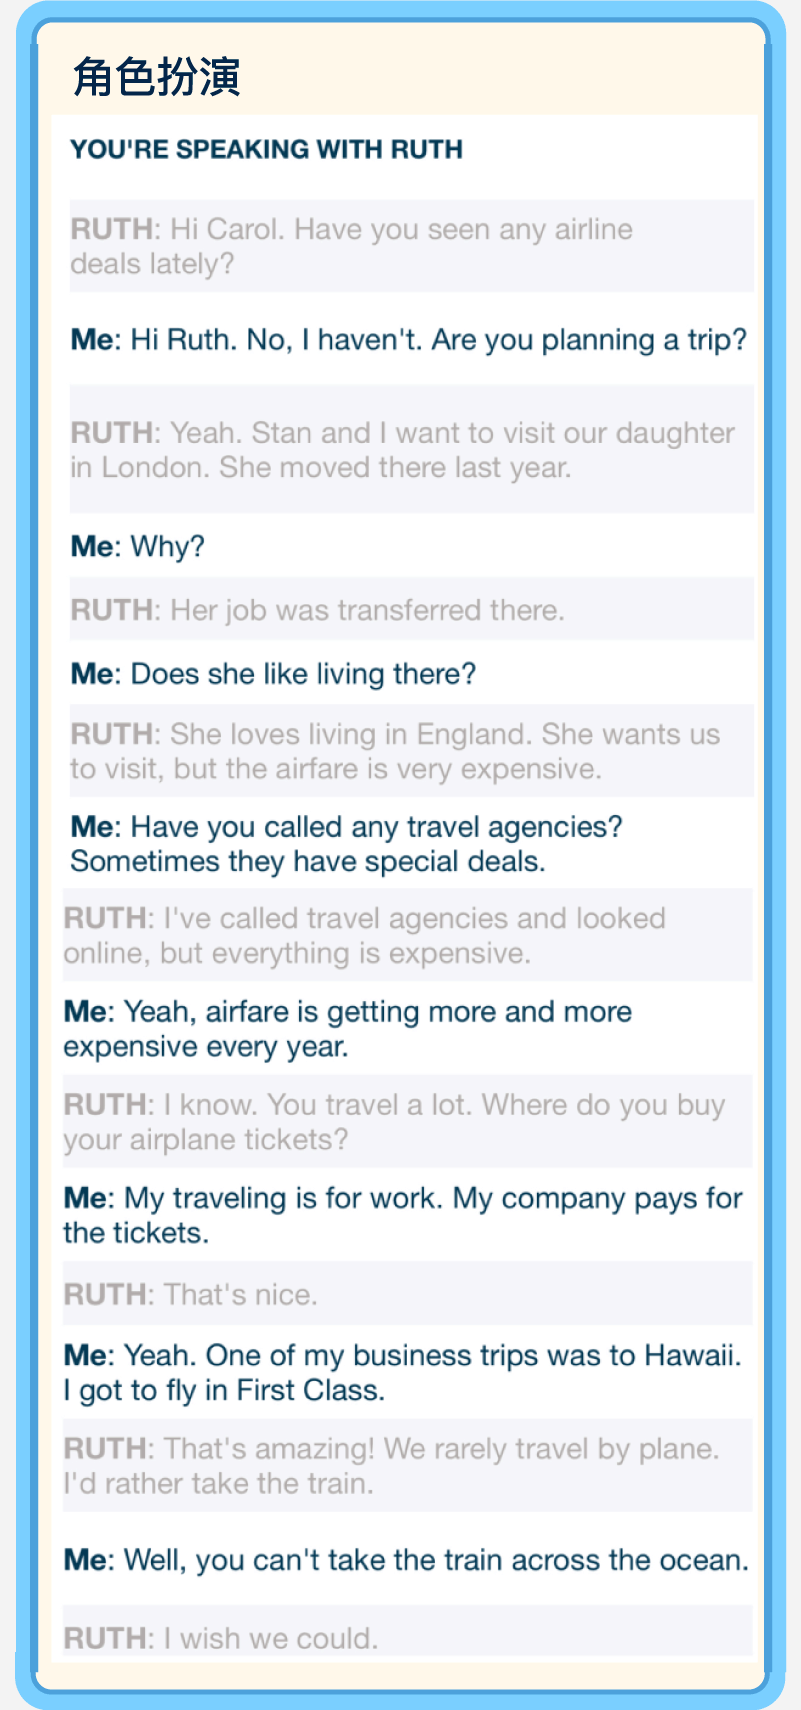 角色扮演
YOU'RE SPEAKING WITH RUTH
RUTH: Hi Carol. Have you seen any airline
deals lately?
Me: Hi Ruth. No, I haven't. Are you planning a trip?
RUTH: Yeah. Stan and I want to visit our daughter
in London. She moved there last year.
Me: Why?
RUTH: Her job was transferred there.
Me: Does she like living there?
RUTH: She loves living in England. She wants us
to visit, but the airfare is very expensive.
Me: Have you called any travel agencies?
Sometimes they have special deals.
RUTH: I've called travel agencies and looked
online, but everything is expensive.
Me: Yeah, airfare is getting more and more
expensive every year.
RUTH: I know. You travel a lot. Where do you buy
your airplane tickets?
Me: My traveling is for work. My company pays for
the tickets.
RUTH: That's nice.
Me: Yeah. One of my business trips was to Hawaii.
I got to fly in First Class.
RUTH: That's amazing! We rarely travel by plane.
I'd rather take the train.
Me: Well, you can't take the train across the ocean.
RUTH: I wish we could.